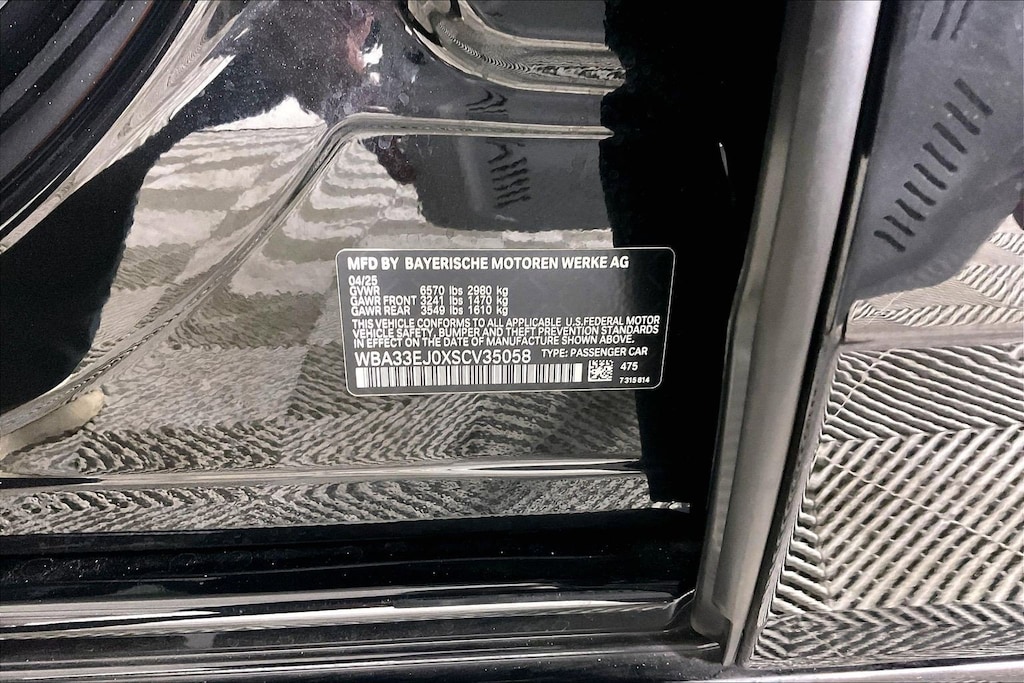 MFD BY BAYERISCHE MOTOREN WERKE AG
04/25
GVWR 6570 lbs 2980 kg
GAWR FRONT 3241 lbs 1470 kg
GAWR REAR 3549 lbs 1610 kg
THIS VEHICLE CONFORMS TO ALL APPLICABLE U.S.FEDERAL MOTOR
VEHICLE SAFETY, BUMPER AND THEFT PREVENTION STANDARDS
IN EFFECT ON THE DATE OF MANUFACTURE SHOWN ABOVE.
WBA33EJ0XSCV35058 TYPE: PASSENGER CAR
475
7 315 814